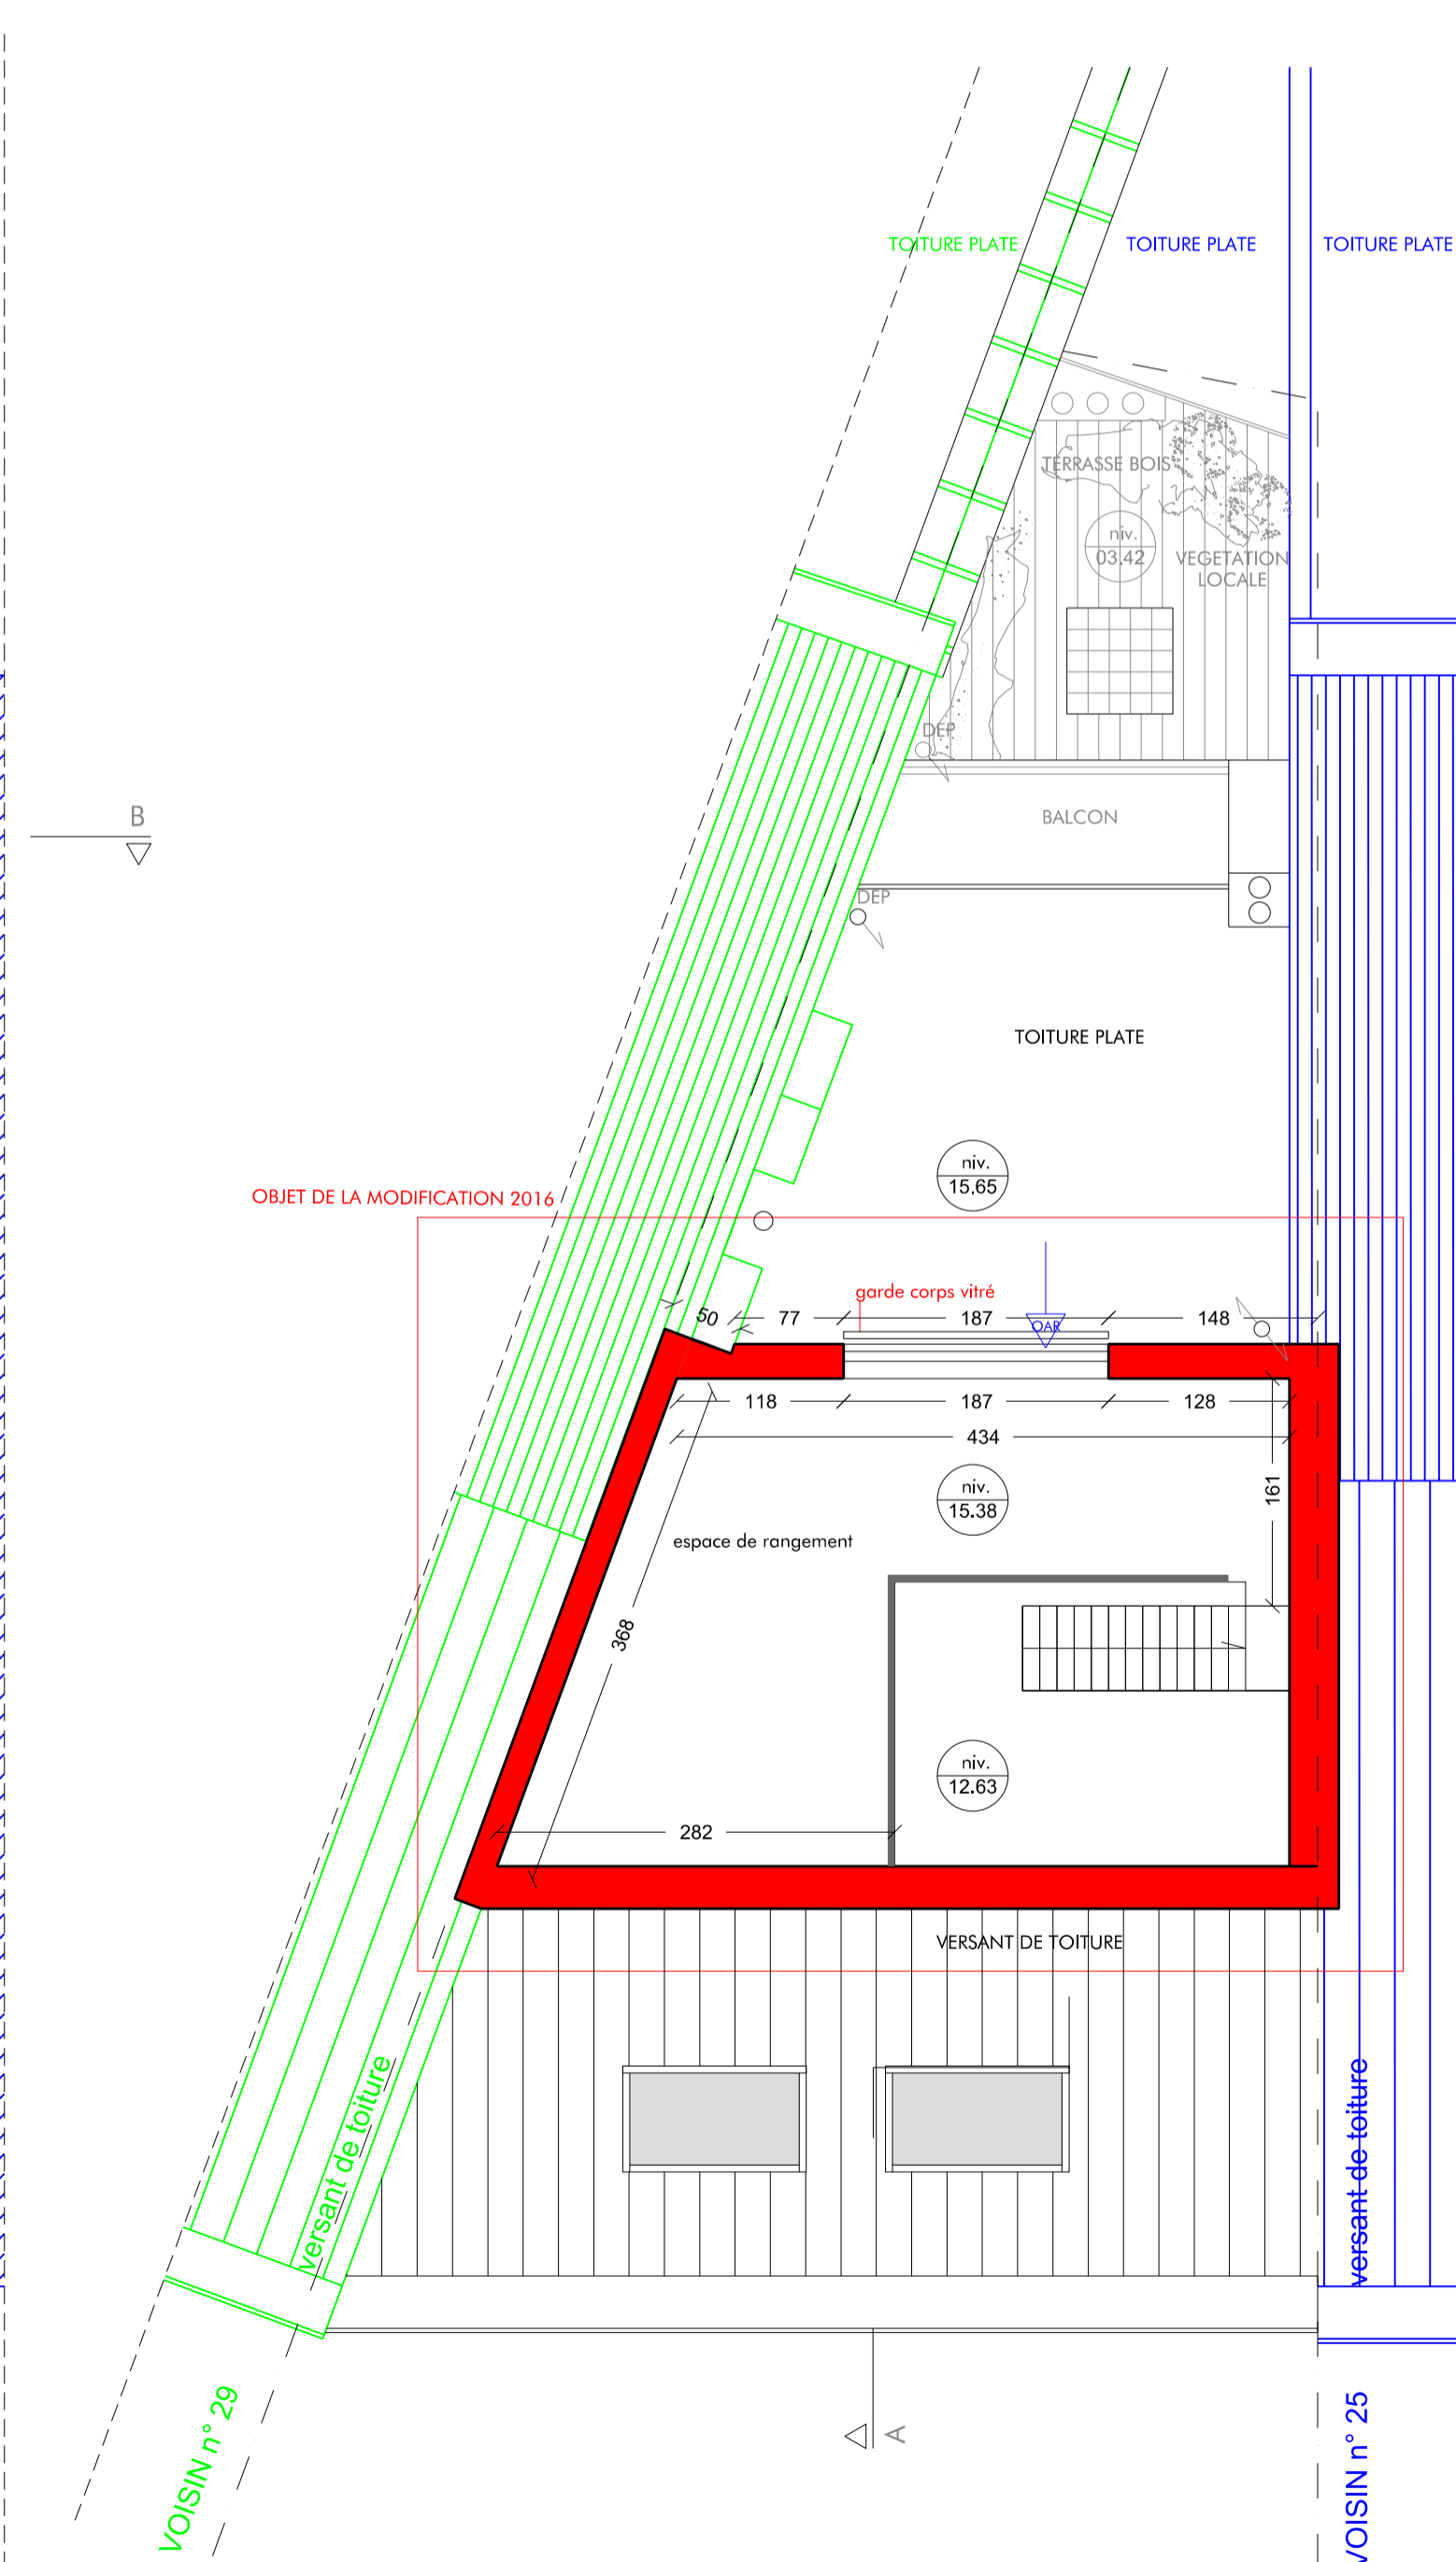 TOITURE PLATE
TOITURE PLATE
TOITURE PLATE
TERRASSE BOIS
niv.
03.42
VEGETATION
LOCALE
DEP
B
BALCON
DEP
TOITURE PLATE
niv.
15.65
OBJET DE LA MODIFICATION 2016
garde corps vitré
50
77
187
OAR
148
118
187
128
434
niv.
15.38
161
espace de rangement
368
niv.
12.63
282
VERSANT DE TOITURE
versant de toiture
versant de toiture
VOISIN n° 29
A
VOISIN n° 25